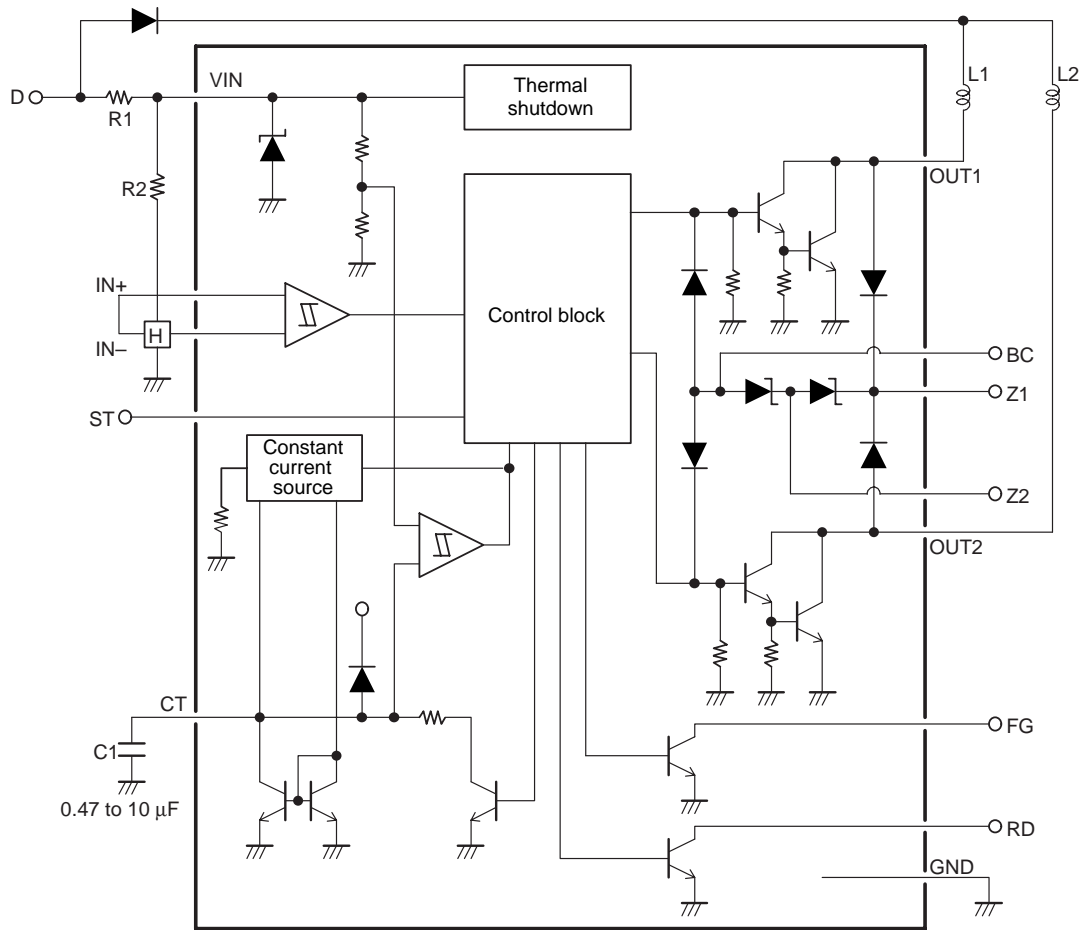 L1
L2
VIN
Thermal
shutdown
D
R1
OUT1
R2
IN+
Control block
H
IN–
BC
Z1
ST
Constant
current
source
Z2
OUT2
CT
FG
C1
0.47 to 10 μF
RD
GND